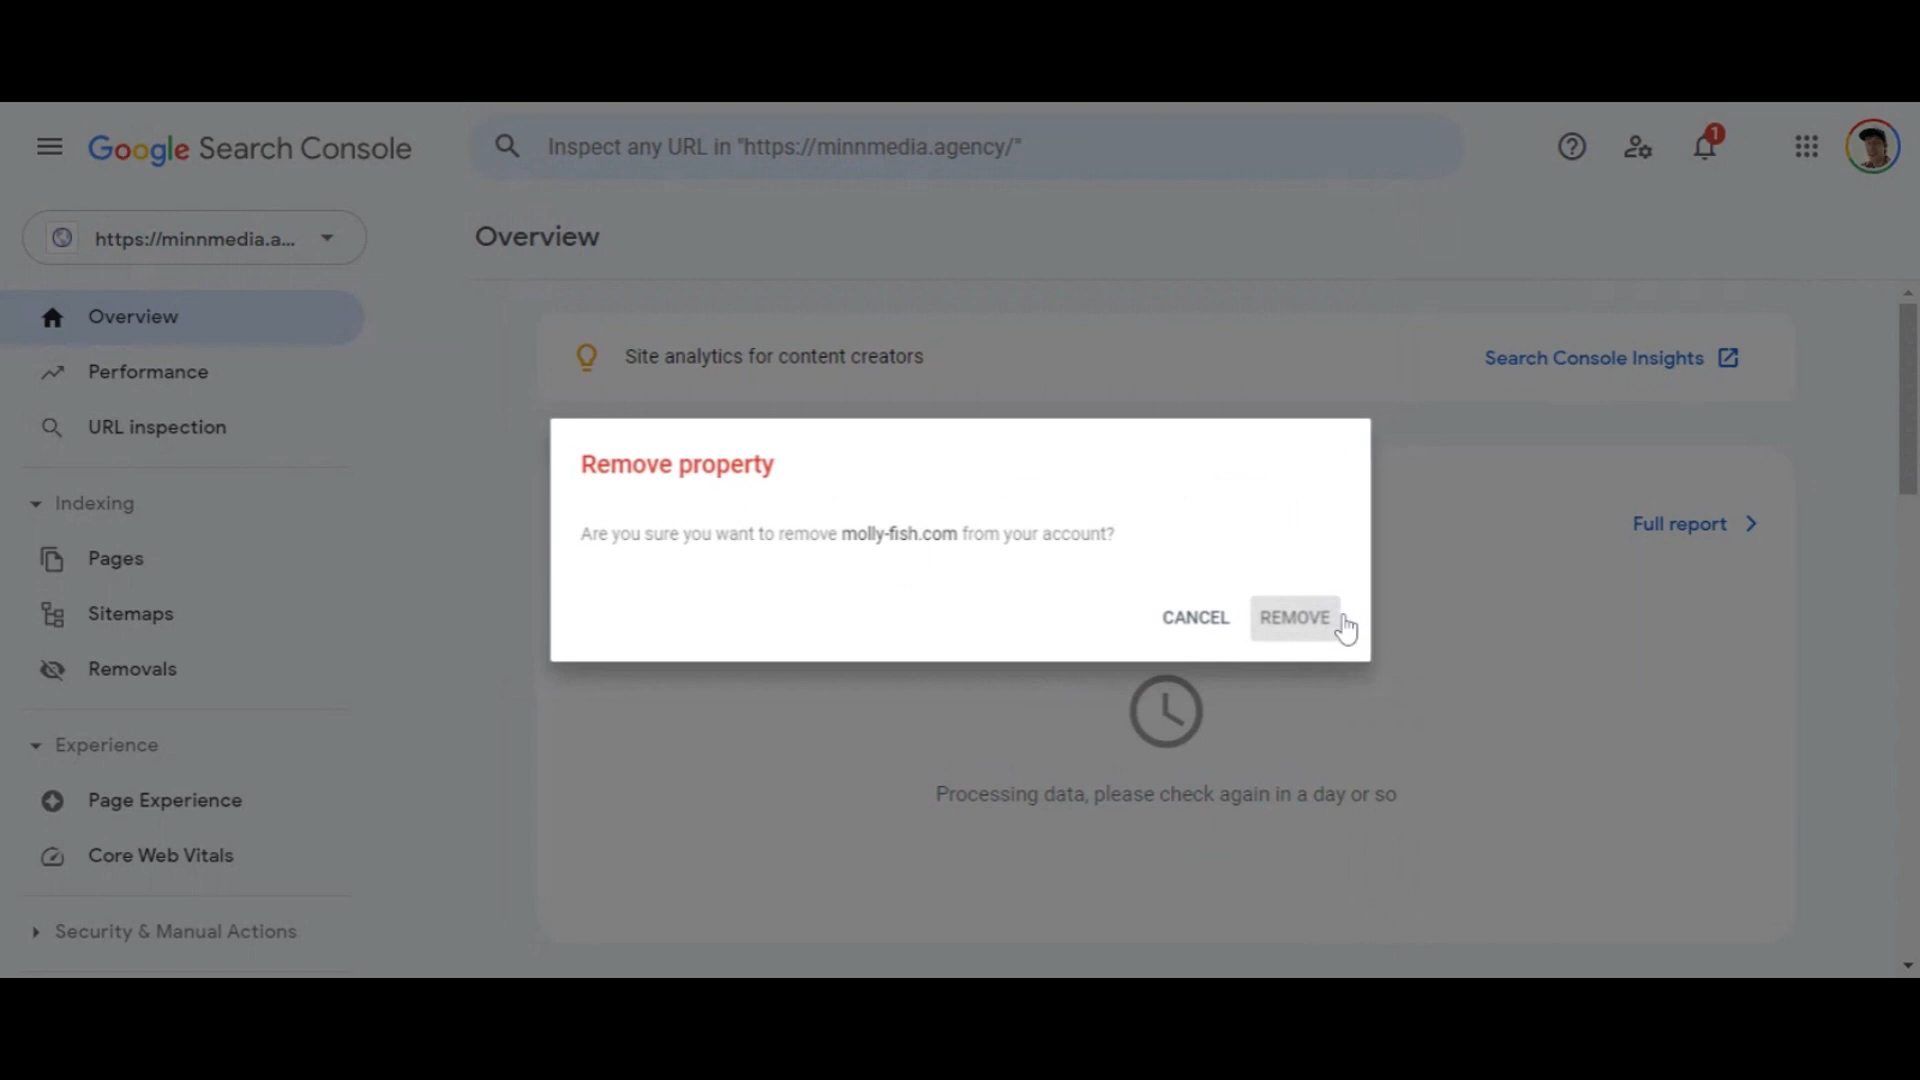 Google Search Console
Inspect any URL in "https://minnmedia.agency/"
1
https://minnmedia.a...
Overview
Overview
Performance
URL inspection
Indexing
Pages
Sitemaps
Removals
Experience
Page Experience
Core Web Vitals
Security & Manual Actions
Site analytics for content creators
Search Console Insights
Full report
Remove property
Are you sure you want to remove molly-fish.com from your account?
CANCEL
REMOVE
Processing data, please check again in a day or so